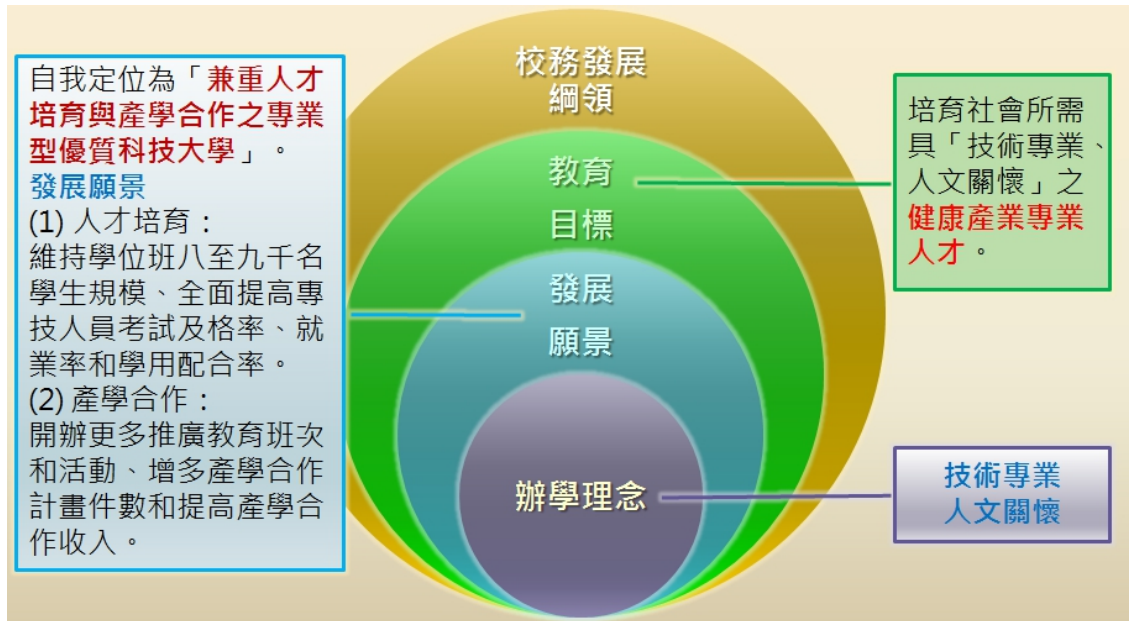 自我定位為「兼重人才
培育與產學合作之專業
型優質科技大學」。
發展願景
(1) 人才培育：
維持學位班八至九千名
學生規模、全面提高專
技人員考試及格率、就
業率和學用配合率。
(2) 產學合作：
開辦更多推廣教育班次
和活動、增多產學合作
計畫件數和提高產學合
作收入。
校務發展
綱領
教育
目標
發展
願景
辦學理念
培育社會所需
具「技術專業、
人文關懷」之
健康產業專業
人才。
技術專業
人文關懷